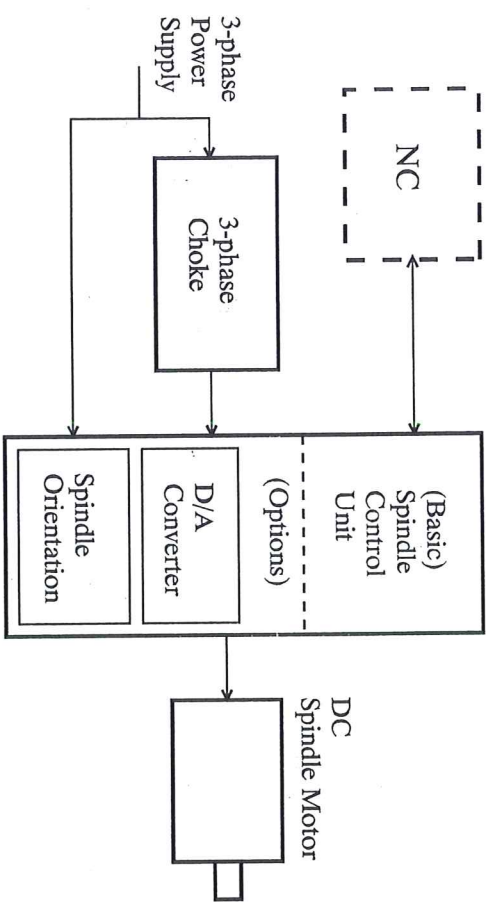 NC
3-phase
Power
Supply
3-phase
Choke
(Basic)
Spindle
Control
Unit
(Options)
D/A
Converter
Spindle
Orientation
DC
Spindle Motor